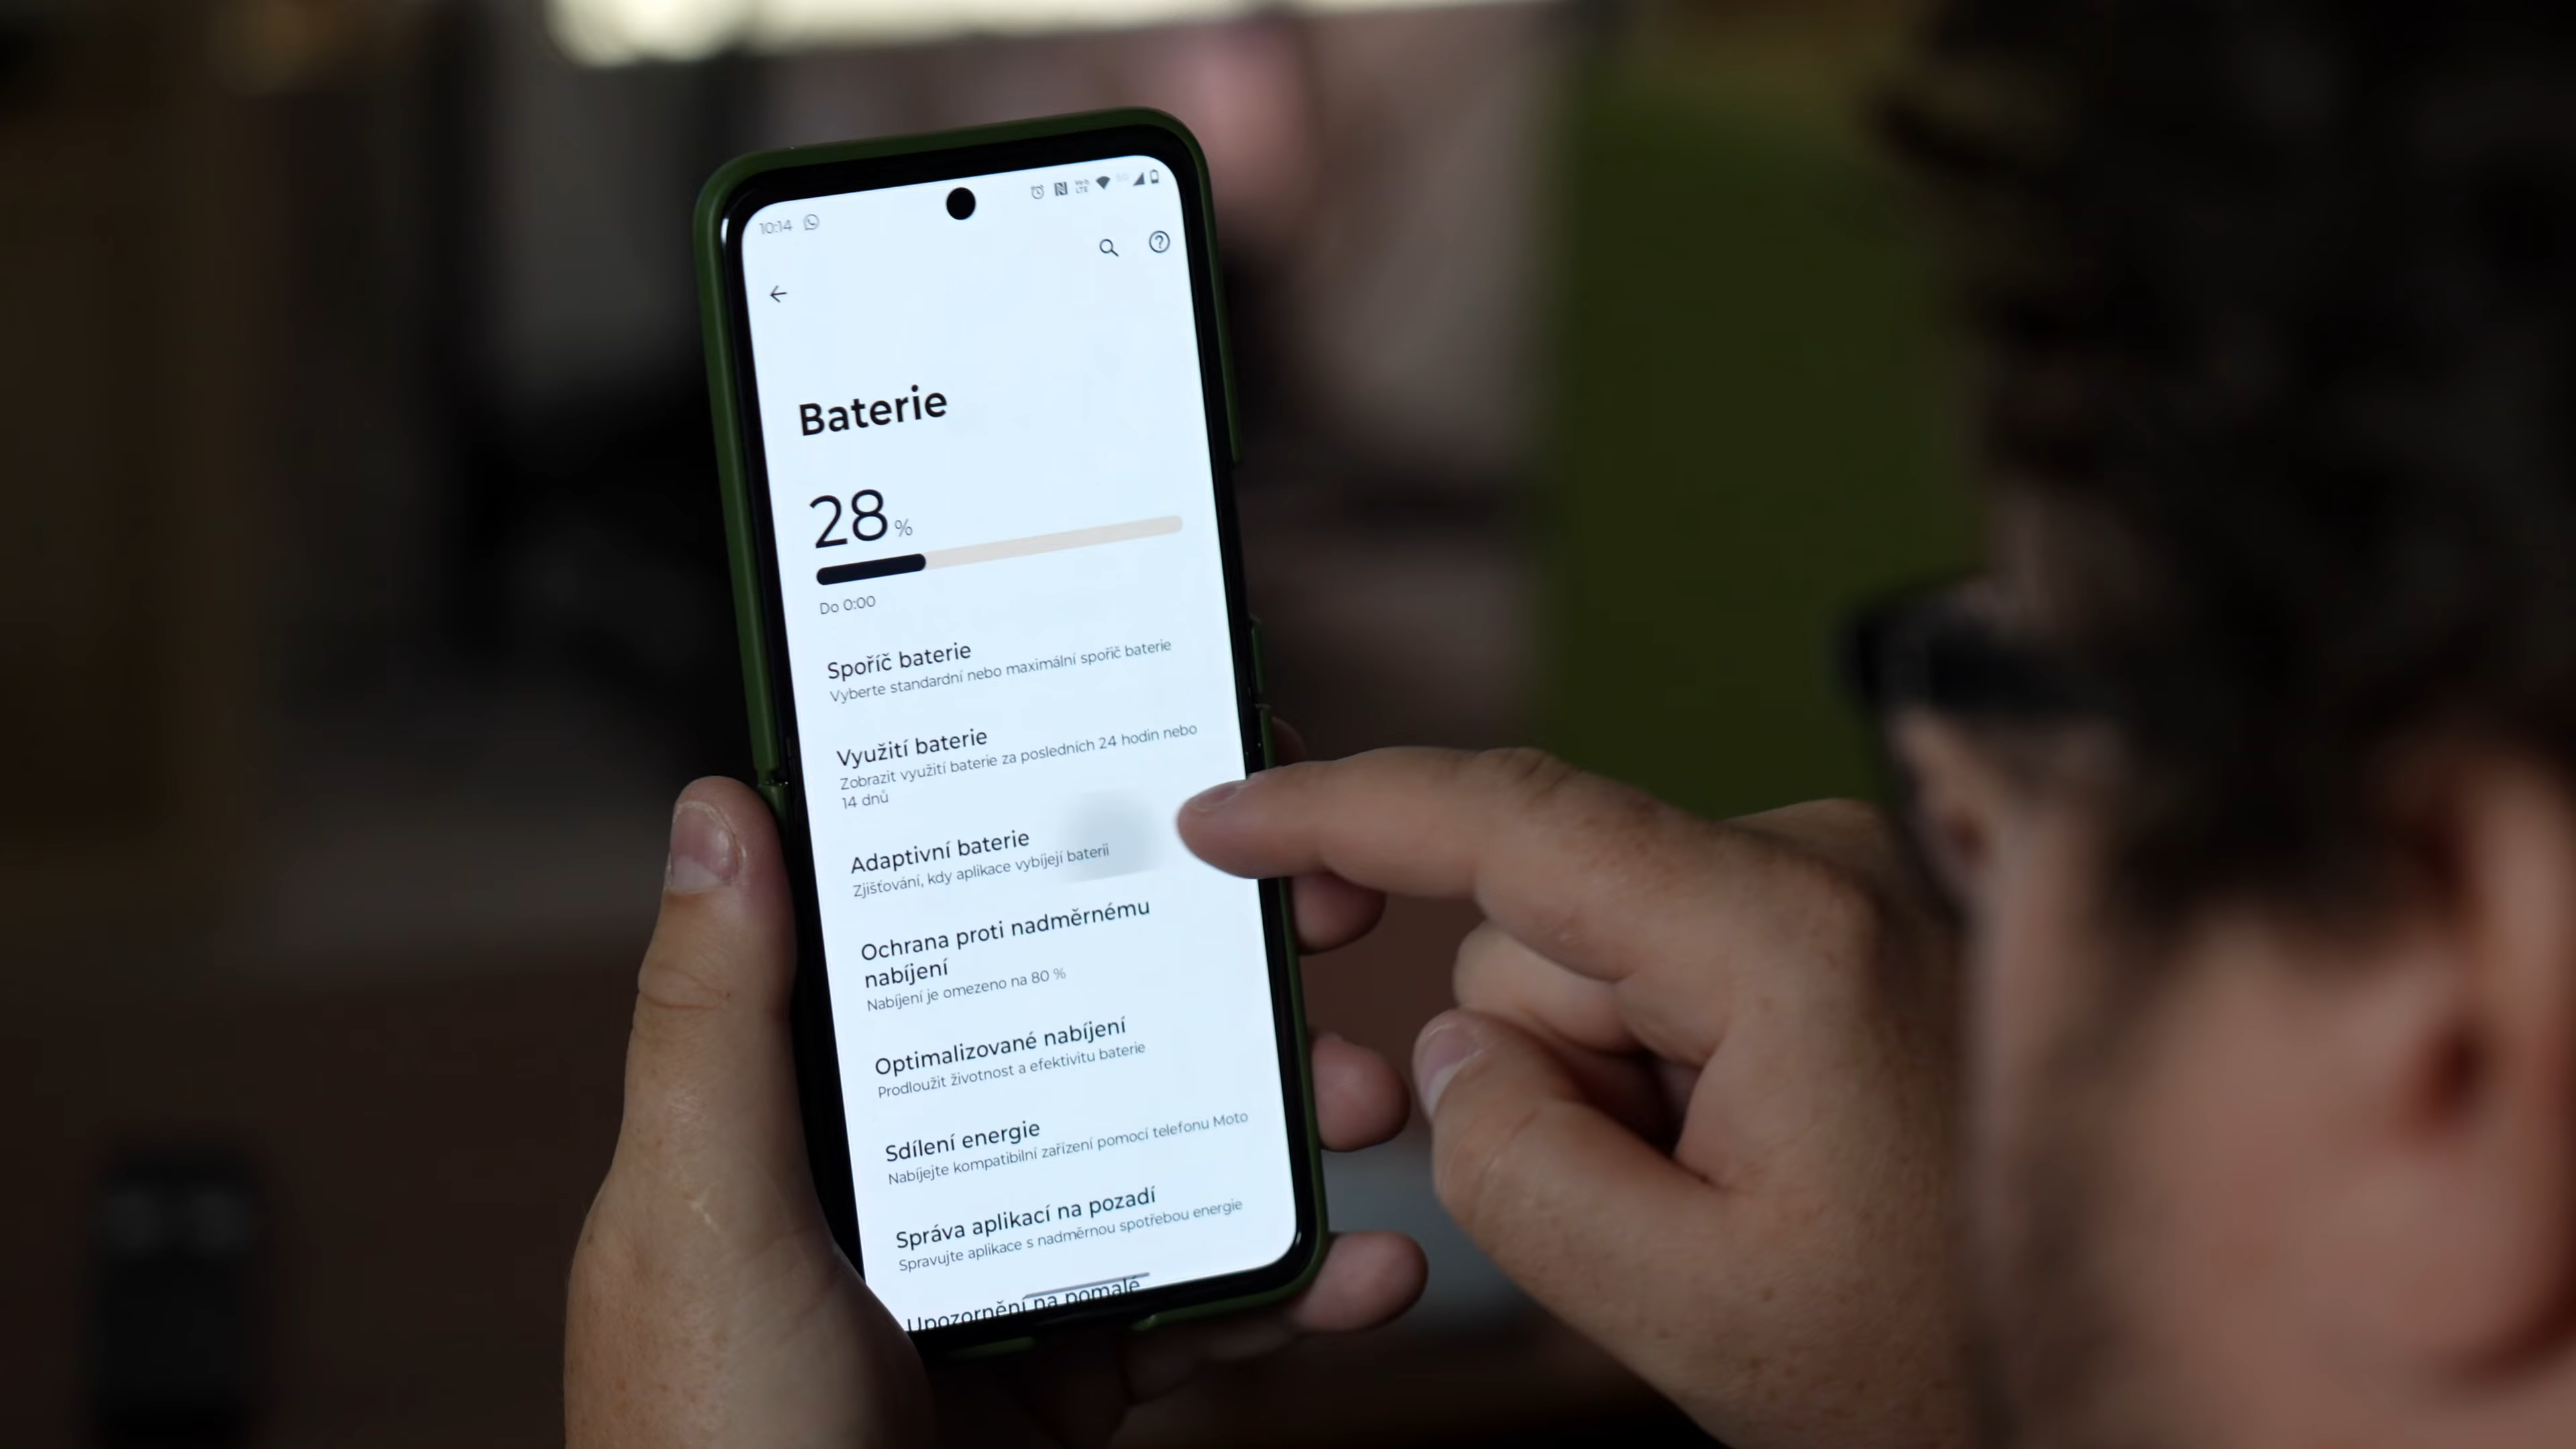 10:14
Baterie
28 %
Do 0:00
Spořič baterie
Vyberte standardní nebo maximální spořič baterie
Využití baterie
Zobrazit využití baterie za posledních 24 hodin nebo
14 dnů
Adaptivní baterie
Zjišťování, kdy aplikace vybíjejí baterii
Ochrana proti nadměrnému
nabíjení
Nabíjení je omezeno na 80 %
Optimalizované nabíjení
Prodloužit životnost a efektivitu baterie
Sdílení energie
Nabíjejte kompatibilní zařízení pomocí telefonu Moto
Správa aplikací na pozadí
Spravujte aplikace s nadměrnou spotřebou energie
Upozornění na pomalé